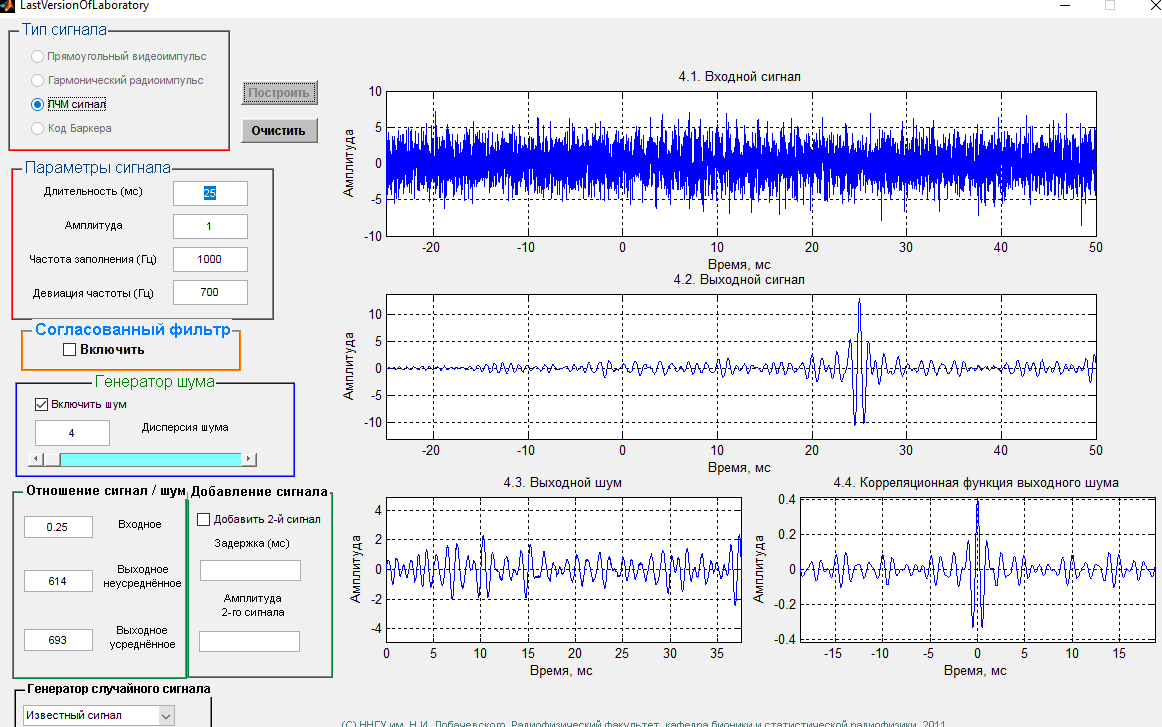 LastVersionOfLaboratory
Тип сигнала
Прямоугольный видеоимпульс
Гармонический радиоимпульс
ЛЧМ сигнал
Код Баркера
Построить
Очистить
Параметры сигнала
Длительность (мс)
25
Амплитуда
1
Частота заполнения (Гц)
1000
Девиация частоты (Гц)
700
Согласованный фильтр
Включить
Генератор шума
Включить шум
4
Дисперсия шума
Отношение сигнал / шум
0.25
Входное
614
Выходное
неусреднённое
693
Выходное
усреднённое
Добавление сигнала
Добавить 2-й сигнал
Задержка (мс)
Амплитуда
2-го сигнала
Генератор случайного сигнала
Известный сигнал
4.1. Входной сигнал
Амплитуда
10
5
0
-5
-10
-20 -10 0 10 20 30 40 50
Время, мс
4.2. Выходной сигнал
Амплитуда
10
5
0
-5
-10
-20 -10 0 10 20 30 40 50
Время, мс
4.3. Выходной шум
Амплитуда
4
2
0
-2
-4
0 5 10 15 20 25 30 35
Время, мс
4.4. Корреляционная функция выходного шума
Амплитуда
0.4
0.2
0
-0.2
-0.4
-15 -10 -5 0 5 10 15
Время, мс
(С) ННГУ им. Н.И. Лобачевского, Радиофизический факультет, кафедра бионики и статистической радиофизики, 2011